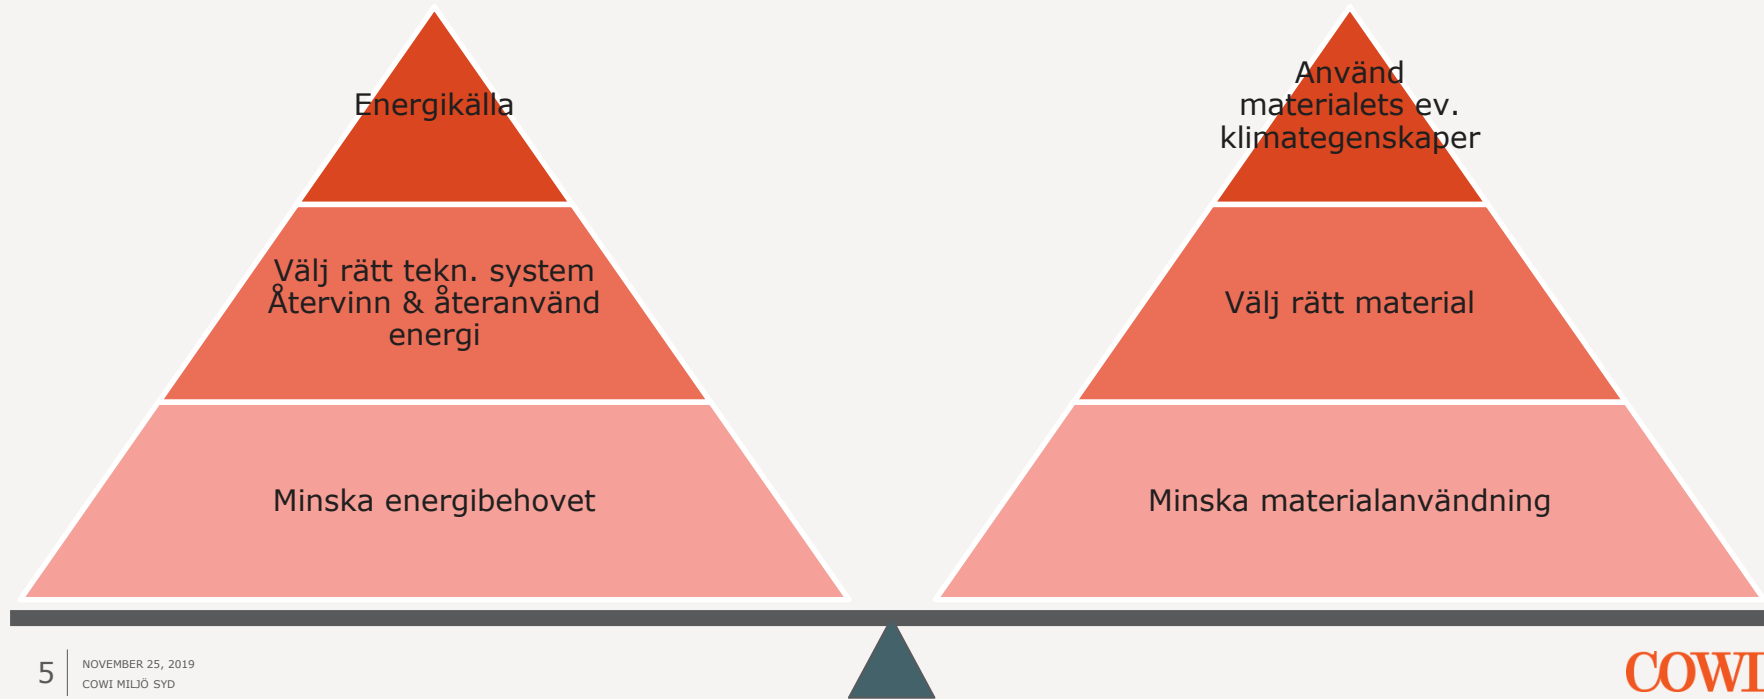 Energikälla
Välj rätt tekn. system
Återvinn & återanvänd
energi
Minska energibehovet
Använd
materialets ev.
klimategenskaper
Välj rätt material
Minska materialanvändning
5
NOVEMBER 25, 2019
COWI MILJÖ SYD
COWI